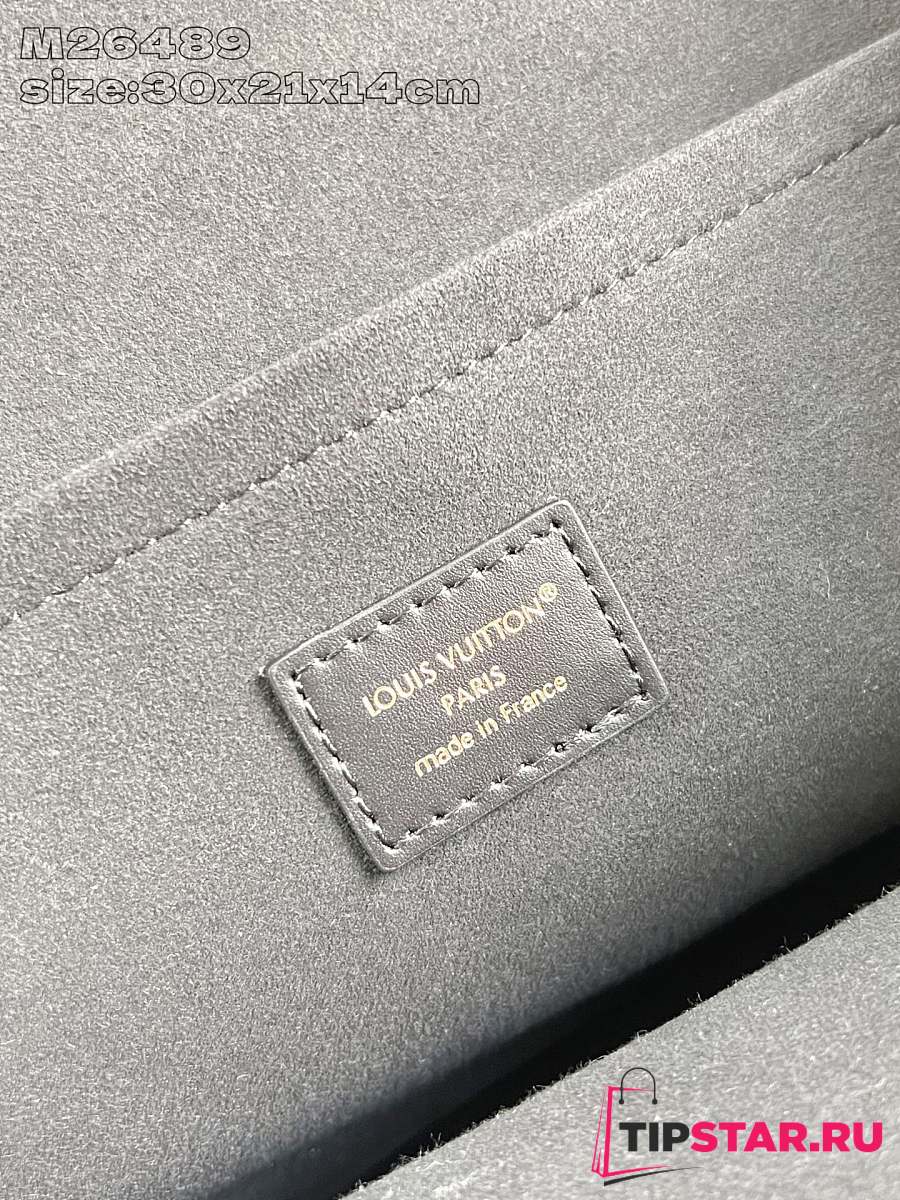 M26489
size:30x21x14cm
LOUIS VUITTON®
PARIS
made in France
TIPSTAR.RU